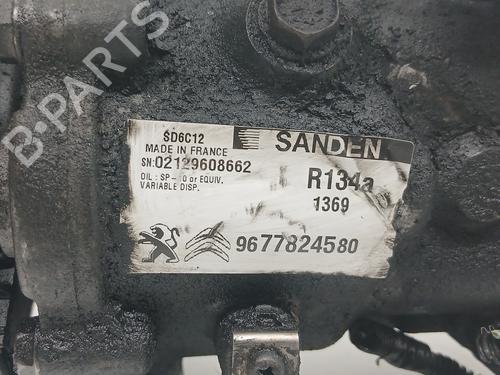 B-PARTS
SD6C12
SANDEN
MADE IN FRANCE
SN:02129608662
R134a
OIL: SP-10 or EQUIV.
VARIABLE DISP.
1369
9677824580